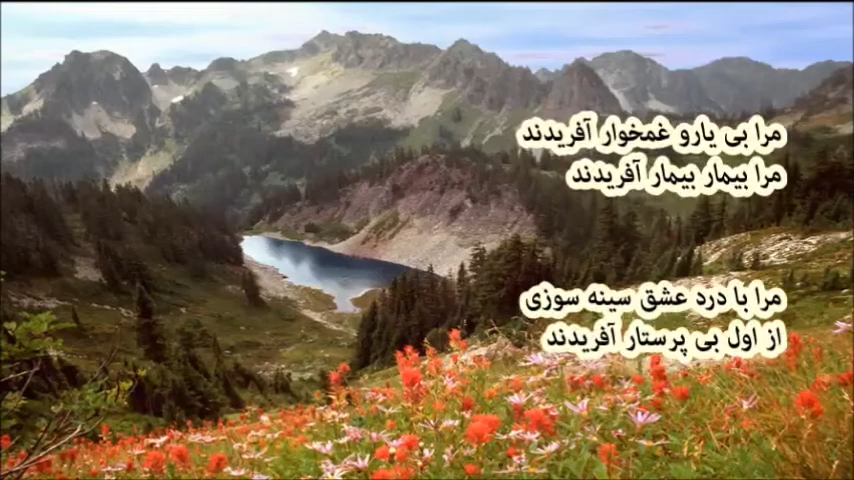 مرا بی یارو غمخوار آفریدند
مرا بیمار بیمار آفریدند
مرا با درد عشق سینه سوزی
از اول بی پرستار آفریدند